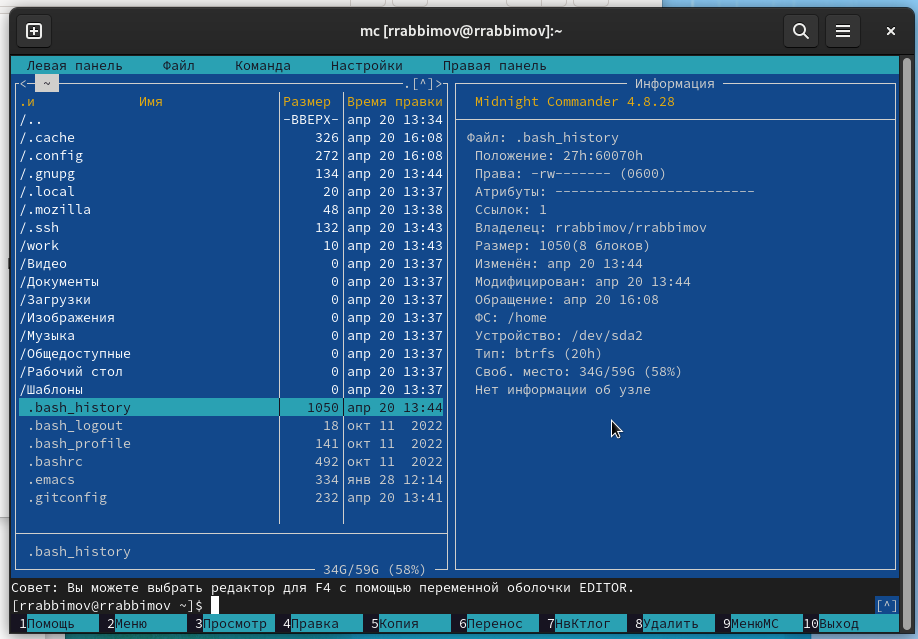 mc [rrabbimov@rrabbimov]:~
Левая панель Файл Команда Настройки Правая панель
<─ ~ .[^]>
.и Имя Размер Время правки
/.. -ВВЕРХ- апр 20 13:34
/.cache 326 апр 20 16:08
/.config 272 апр 20 16:08
/.gnupg 134 апр 20 13:44
/.local 20 апр 20 13:37
/.mozilla 48 апр 20 13:38
/.ssh 132 апр 20 13:43
/work 10 апр 20 13:43
/Видео 0 апр 20 13:37
/Документы 0 апр 20 13:37
/Загрузки 0 апр 20 13:37
/Изображения 0 апр 20 13:37
/Музыка 0 апр 20 13:37
/Общедоступные 0 апр 20 13:37
/Рабочий стол 0 апр 20 13:37
/Шаблоны 0 апр 20 13:37
.bash_history 1050 апр 20 13:44
.bash_logout 18 окт 11 2022
.bash_profile 141 окт 11 2022
.bashrc 492 окт 11 2022
.emacs 334 янв 28 12:14
.gitconfig 232 апр 20 13:41
.bash_history
34G/59G (58%)
Информация
Midnight Commander 4.8.28
Файл: .bash_history
Положение: 27h:60070h
Права: -rw------- (0600)
Атрибуты: -------------------------
Ссылок: 1
Владелец: rrabbimov/rrabbimov
Размер: 1050(8 блоков)
Изменён: апр 20 13:44
Модифицирован: апр 20 13:44
Обращение: апр 20 16:08
ФС: /home
Устройство: /dev/sda2
Тип: btrfs (20h)
Своб. место: 34G/59G (58%)
Нет информации об узле
Совет: Вы можете выбрать редактор для F4 с помощью переменной оболочки EDITOR.
[rrabbimov@rrabbimov ~]$ [^]
1Помощь 2Меню 3Просмотр 4Правка 5Копия 6Перенос 7НвКтлог 8Удалить 9МенюМС 10Выход